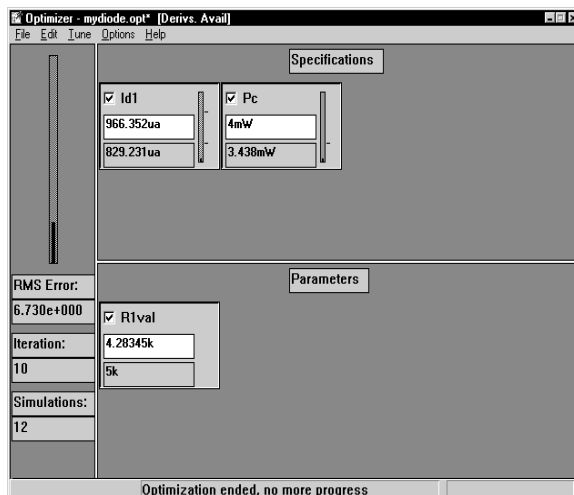 Optimizer - mydiode.opt* [Derivs. Avail]
File Edit Tune Options Help
Specifications
Id1
966.352ua
829.231ua
Pc
4mW
3.438mW
RMS Error:
6.730e+000
Iteration:
10
Simulations:
12
Parameters
R1val
4.28345k
5k
Optimization ended, no more progress